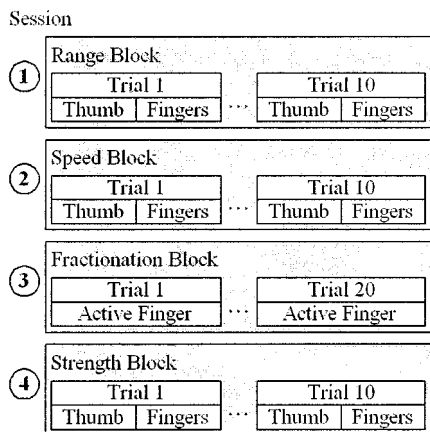 Session
1
Range Block
Trial 1 ... Trial 10
Thumb Fingers Thumb Fingers
2
Speed Block
Trial 1 ... Trial 10
Thumb Fingers Thumb Fingers
3
Fractionation Block
Trial 1 ... Trial 20
Active Finger Active Finger
4
Strength Block
Trial 1 ... Trial 10
Thumb Fingers Thumb Fingers